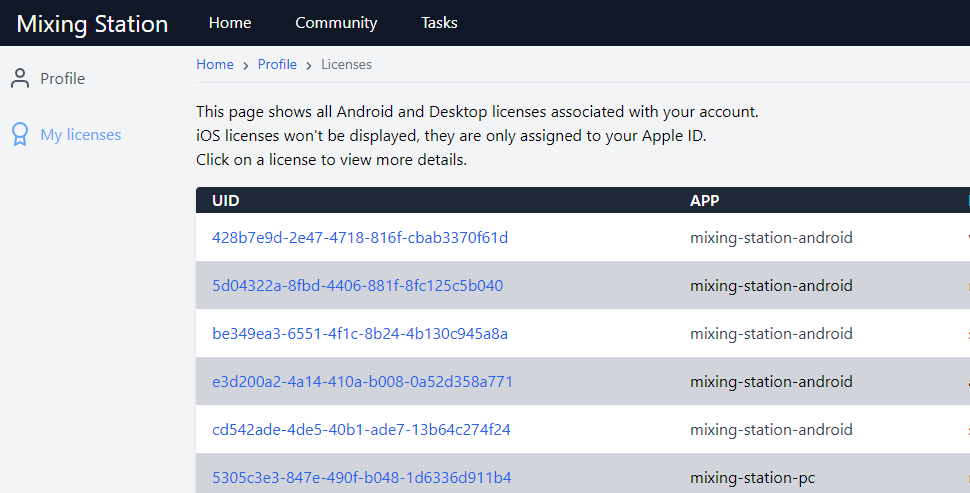 Mixing Station Home Community Tasks
Home > Profile > Licenses
Profile
My licenses
This page shows all Android and Desktop licenses associated with your account.
iOS licenses won't be displayed, they are only assigned to your Apple ID.
Click on a license to view more details.
UID APP
428b7e9d-2e47-4718-816f-cbab3370f61d mixing-station-android
5d04322a-8fbd-4406-881f-8fc125c5b040 mixing-station-android
be349ea3-6551-4f1c-8b24-4b130c945a8a mixing-station-android
e3d200a2-4a14-410a-b008-0a52d358a771 mixing-station-android
cd542ade-4de5-40b1-ade7-13b64c274f24 mixing-station-android
5305c3e3-847e-490f-b048-1d6336d911b4 mixing-station-pc